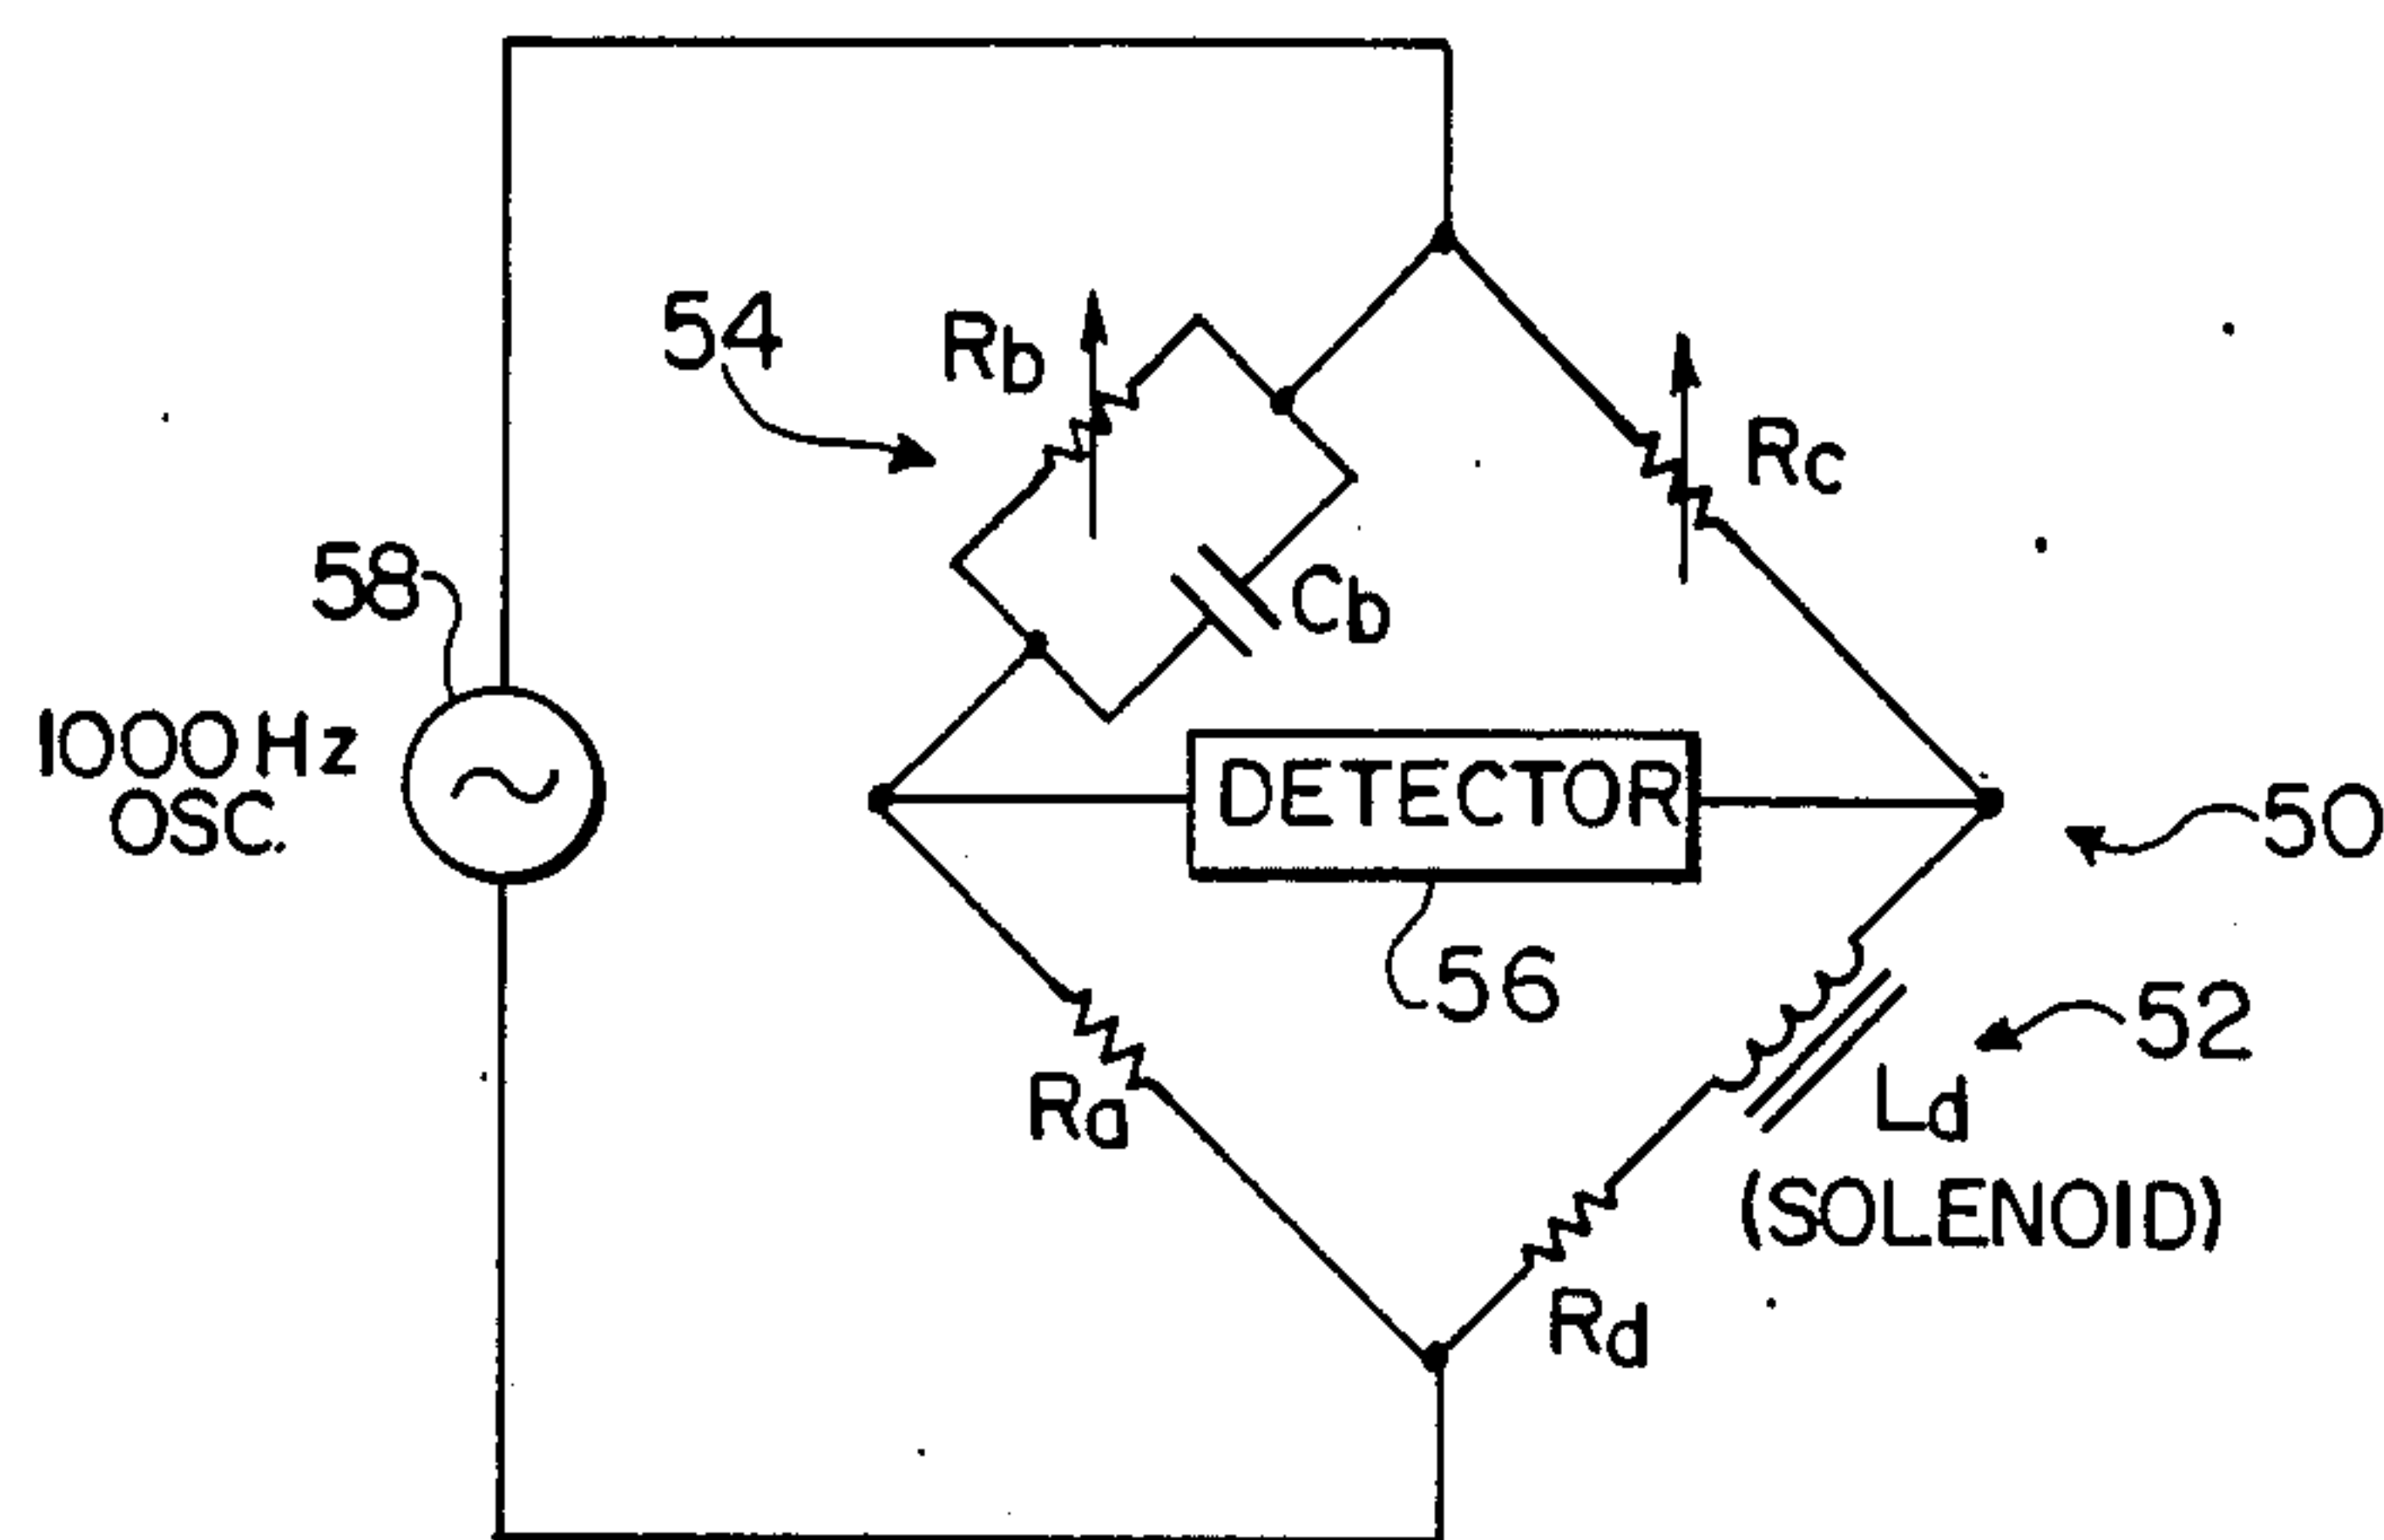 54
Rb
Rc
58
Cb
1000 Hz
OSC.
DETECTOR
50
56
52
Ra
Ld
(SOLENOID)
Rd